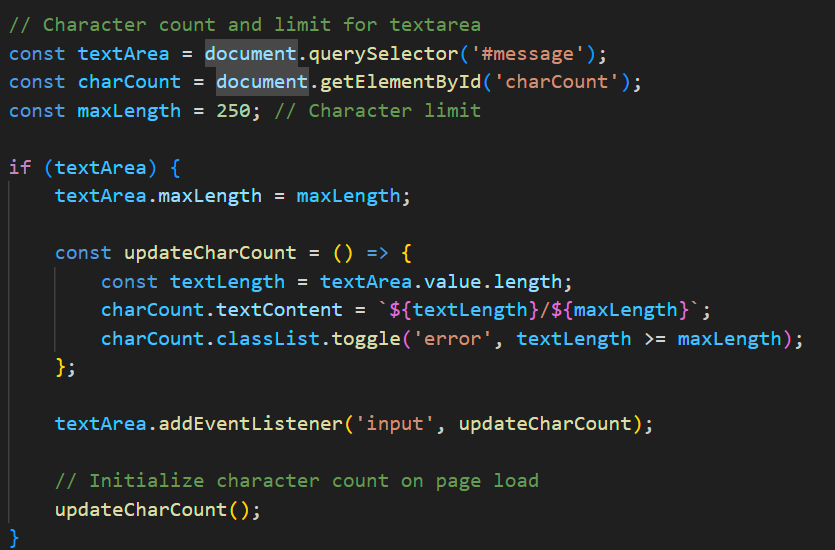 // Character count and limit for textarea
const textArea = document.querySelector('#message');
const charCount = document.getElementById('charCount');
const maxLength = 250; // Character limit

if (textArea) {
    textArea.maxLength = maxLength;

    const updateCharCount = () => {
        const textLength = textArea.value.length;
        charCount.textContent = `${textLength}/${maxLength}`;
        charCount.classList.toggle('error', textLength >= maxLength);
    };

    textArea.addEventListener('input', updateCharCount);

    // Initialize character count on page load
    updateCharCount();
}